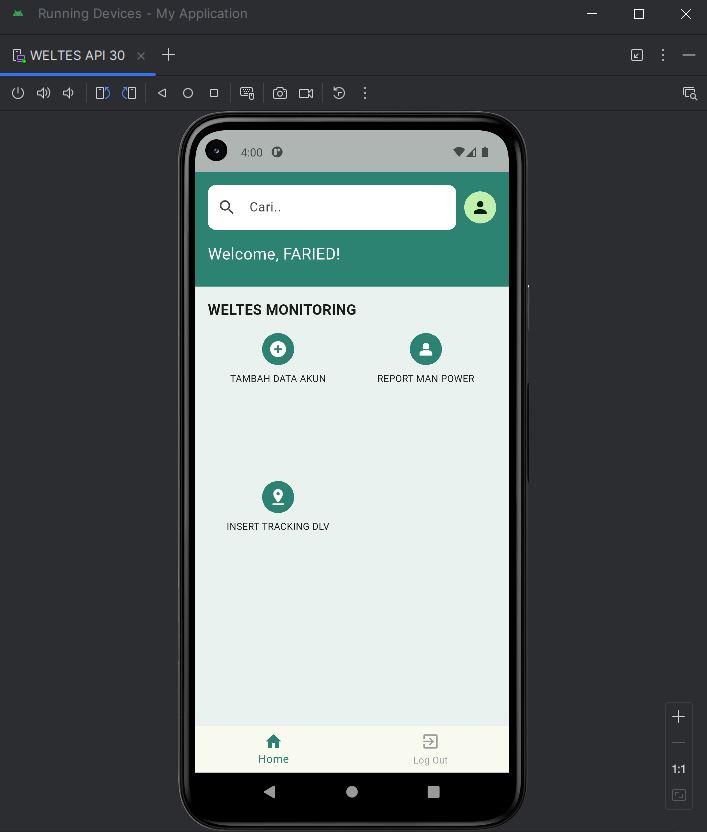 Running Devices - My Application
WELTES API 30
4:00
Cari..
Welcome, FARIED!
WELTES MONITORING
TAMBAH DATA AKUN
REPORT MAN POWER
INSERT TRACKING DLV
Home
Log Out
1:1